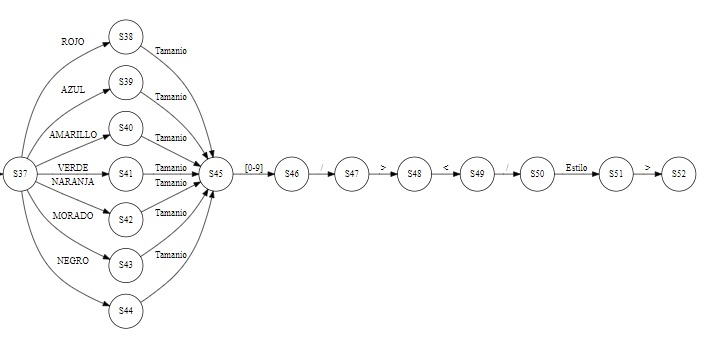 ROJO
S38
Tamanio
AZUL
S39
Tamanio
AMARILLO
S40
Tamanio
S37
VERDE
S41
Tamanio
S45
[0-9]
S46
/
S47
>
S48
<
S49
/
S50
Estilo
S51
>
S52
NARANJA
S42
Tamanio
MORADO
S43
Tamanio
NEGRO
S44
Tamanio